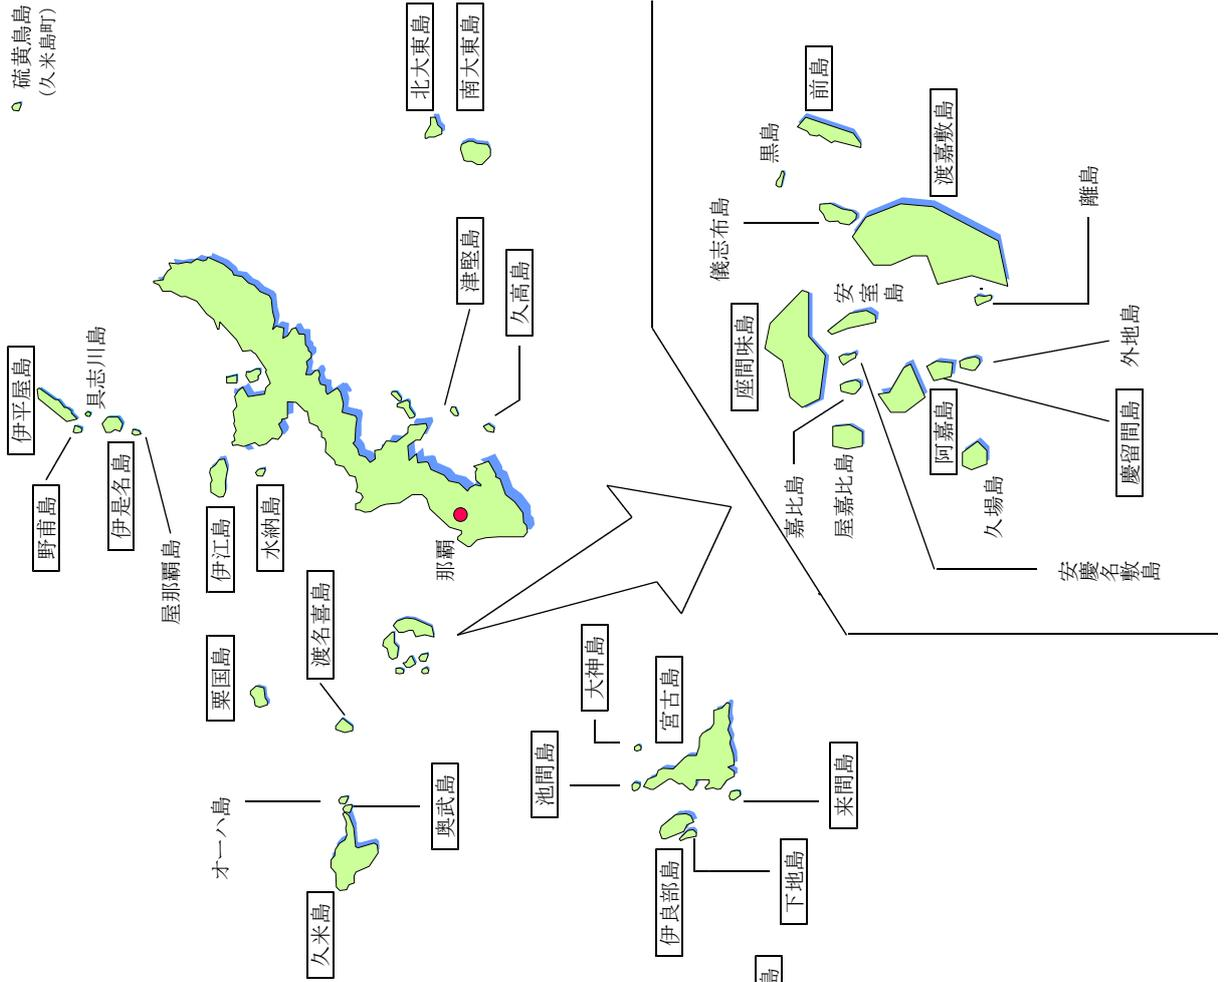 硫黄鳥島
(久米島町)
北大東島
南大東島
伊平屋島
具志川島
野甫島
伊是名島
屋那覇島
伊江島
水納島
津堅島
久高島
那覇
粟国島
渡名喜島
オーハ島
奥武島
久米島
大神島
宮古島
池間島
来間島
伊良部島
下地島
島
前島
黒島
渡嘉敷島
儀志布島
離島
安室島
座間味島
外地島
慶留間島
阿嘉島
嘉比島
屋嘉比島
久場島
安慶名敷島